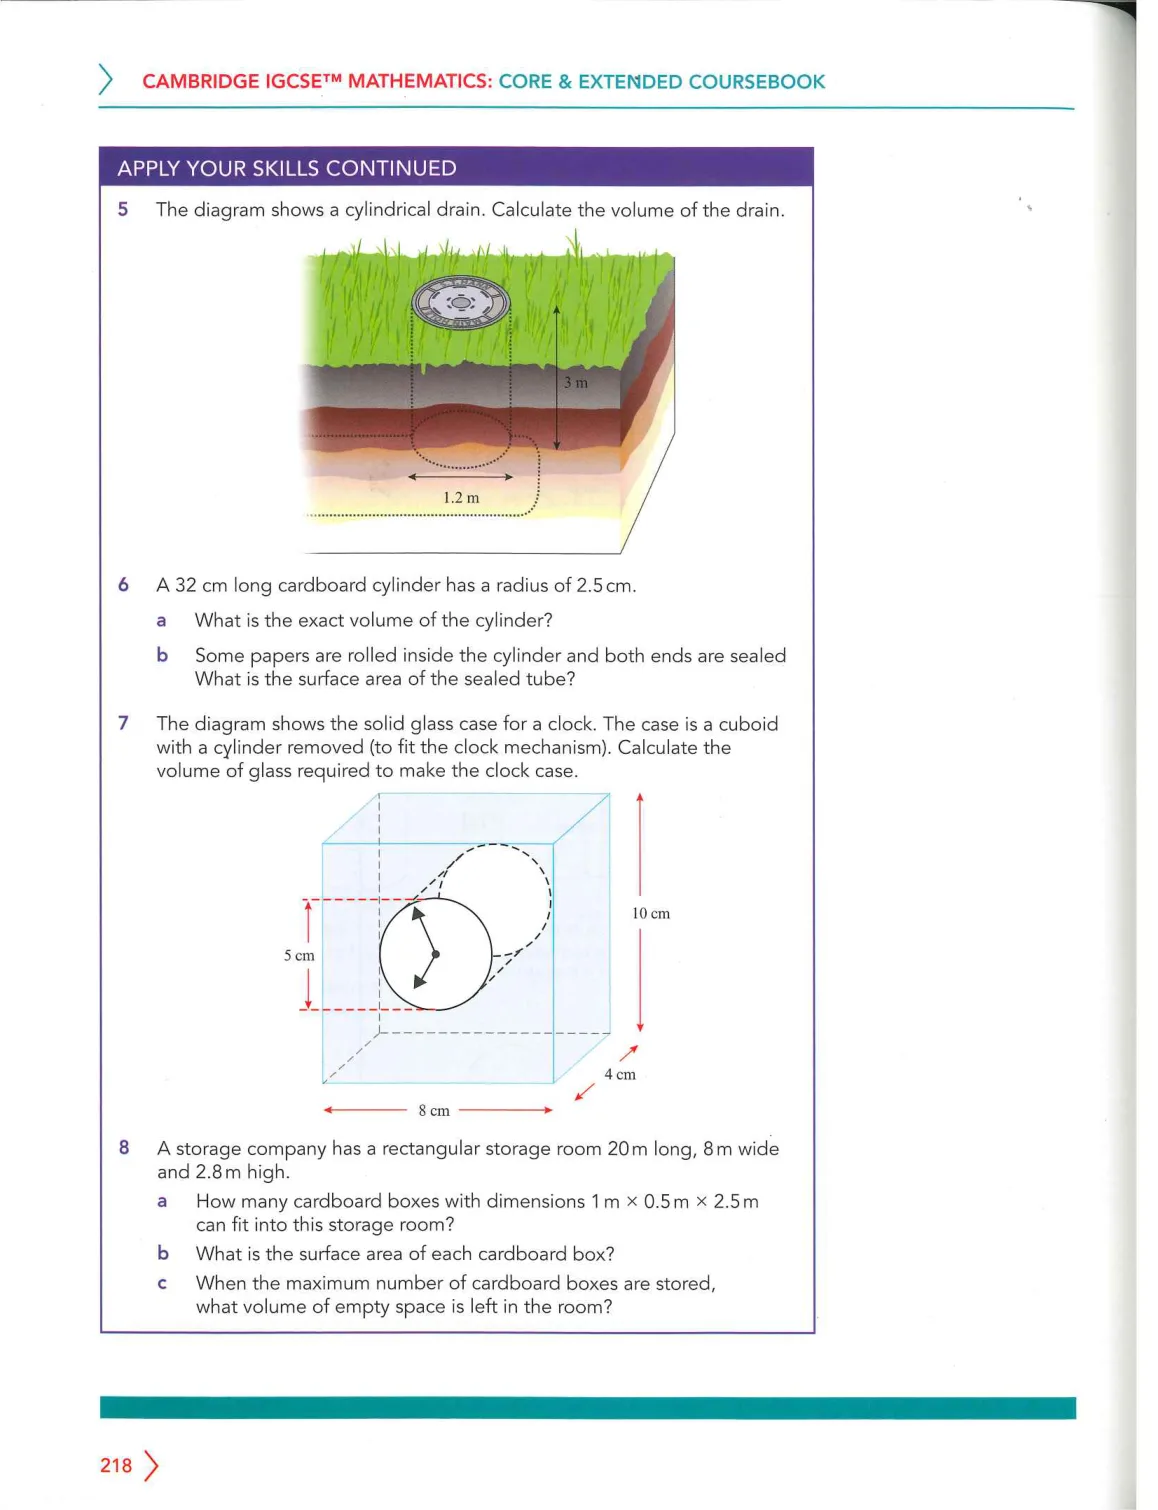 CAMBRIDGE IGCSE™ MATHEMATICS: CORE & EXTENDED COURSEBOOK
APPLY YOUR SKILLS CONTINUED
5 The diagram shows a cylindrical drain. Calculate the volume of the drain.
3 m
1.2 m
6 A 32 cm long cardboard cylinder has a radius of 2.5 cm.
a What is the exact volume of the cylinder?
b Some papers are rolled inside the cylinder and both ends are sealed
What is the surface area of the sealed tube?
7 The diagram shows the solid glass case for a clock. The case is a cuboid
with a cylinder removed (to fit the clock mechanism). Calculate the
volume of glass required to make the clock case.
10 cm
5 cm
4 cm
8 cm
8 A storage company has a rectangular storage room 20 m long, 8 m wide
and 2.8 m high.
a How many cardboard boxes with dimensions 1 m × 0.5 m × 2.5 m
can fit into this storage room?
b What is the surface area of each cardboard box?
c When the maximum number of cardboard boxes are stored,
what volume of empty space is left in the room?
218